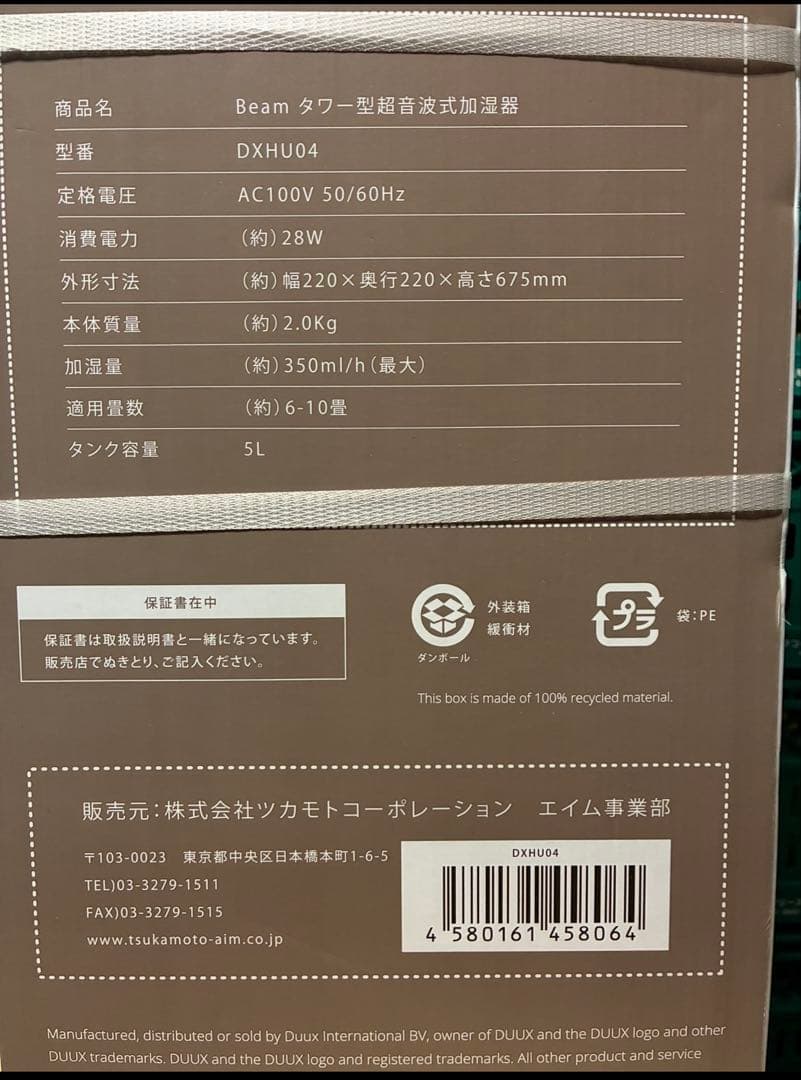 商品名 Beam タワー型超音波式加湿器
型番 DXHU04
定格電圧 AC100V 50/60Hz
消費電力 (約)28W
外形寸法 (約)幅220×奥行220×高さ675mm
本体質量 (約)2.0Kg
加湿量 (約)350ml/h(最大)
適用畳数 (約)6-10畳
タンク容量 5L
保証書在中
保証書は取扱説明書と一緒になっています。
販売店でぬきとり、ご記入ください。
外装箱
緩衝材
ダンボール
プラ
袋:PE
This box is made of 100% recycled material.
販売元:株式会社ツカモトコーポレーション エイム事業部
〒103-0023 東京都中央区日本橋本町1-6-5
TEL)03-3279-1511
FAX)03-3279-1515
www.tsukamoto-aim.co.jp
DXHU04
4 580161 458064
Manufactured, distributed or sold by Duux International BV, owner of DUUX and the DUUX logo and other
DUUX trademarks. DUUX and the DUUX logo and registered trademarks. All other product and service